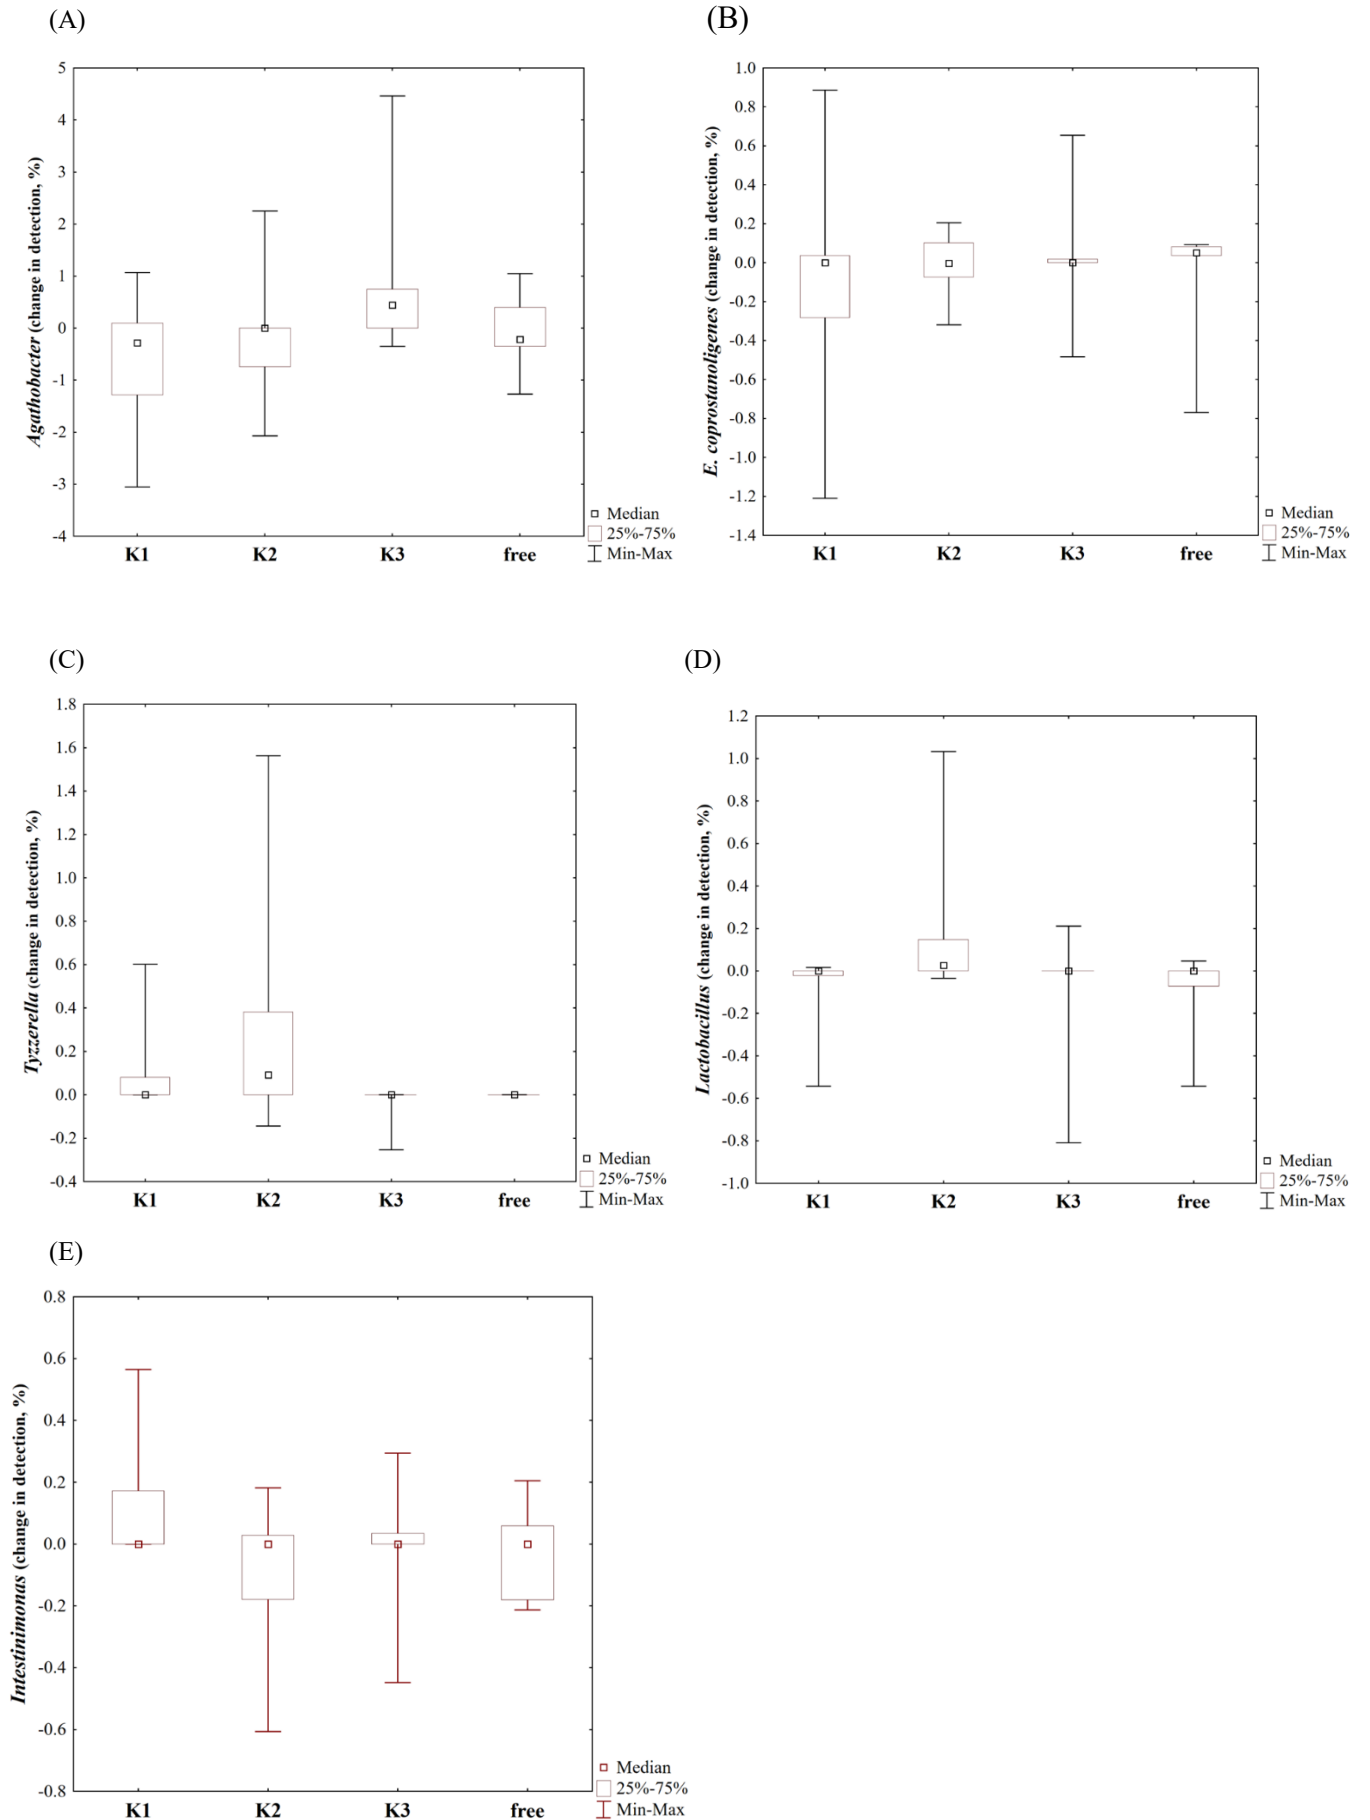 (A)
(B)
5
4
3
2
1
0
-1
-2
-3
-4
Agathobacter (change in detection, %)
K1 K2 K3 free
Median
25%-75%
Min-Max
1.0
0.8
0.6
0.4
0.2
0.0
-0.2
-0.4
-0.6
-0.8
-1.0
-1.2
-1.4
E. coprostanoligenes (change in detection, %)
K1 K2 K3 free
Median
25%-75%
Min-Max
(C)
(D)
1.8
1.6
1.4
1.2
1.0
0.8
0.6
0.4
0.2
0.0
-0.2
-0.4
Tyzzerella (change in detection, %)
K1 K2 K3 free
Median
25%-75%
Min-Max
1.2
1.0
0.8
0.6
0.4
0.2
0.0
-0.2
-0.4
-0.6
-0.8
-1.0
Lactobacillus (change in detection, %)
K1 K2 K3 free
Median
25%-75%
Min-Max
(E)
0.8
0.6
0.4
0.2
0.0
-0.2
-0.4
-0.6
-0.8
Intestinimonas (change in detection, %)
K1 K2 K3 free
Median
25%-75%
Min-Max